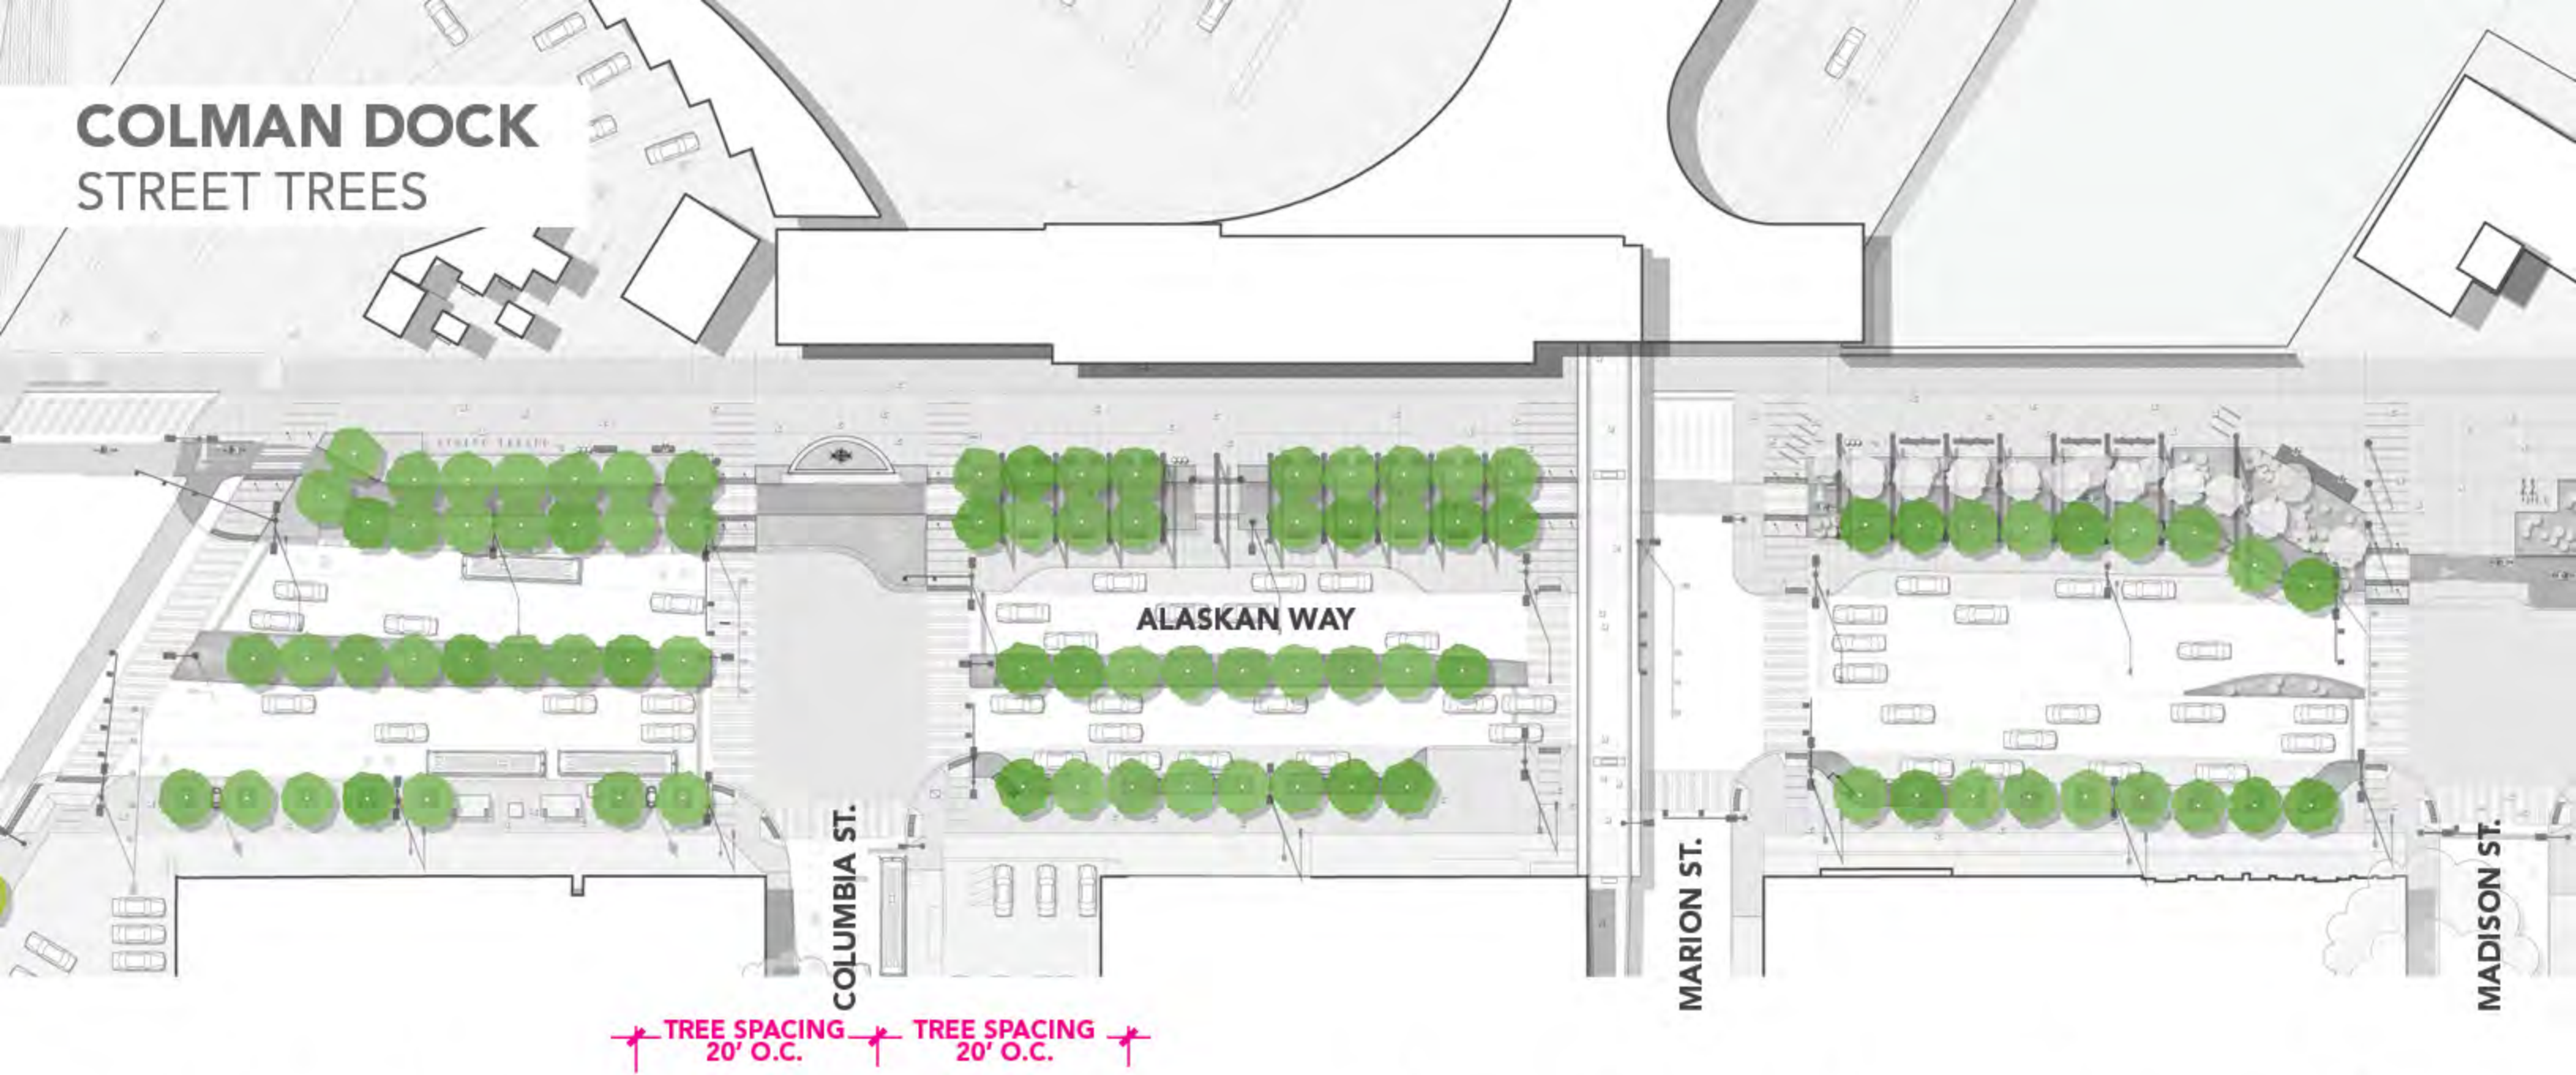 COLMAN DOCK
STREET TREES
ALASKAN WAY
COLUMBIA ST.
MARION ST.
MADISON ST.
TREE SPACING
20' O.C.
TREE SPACING
20' O.C.